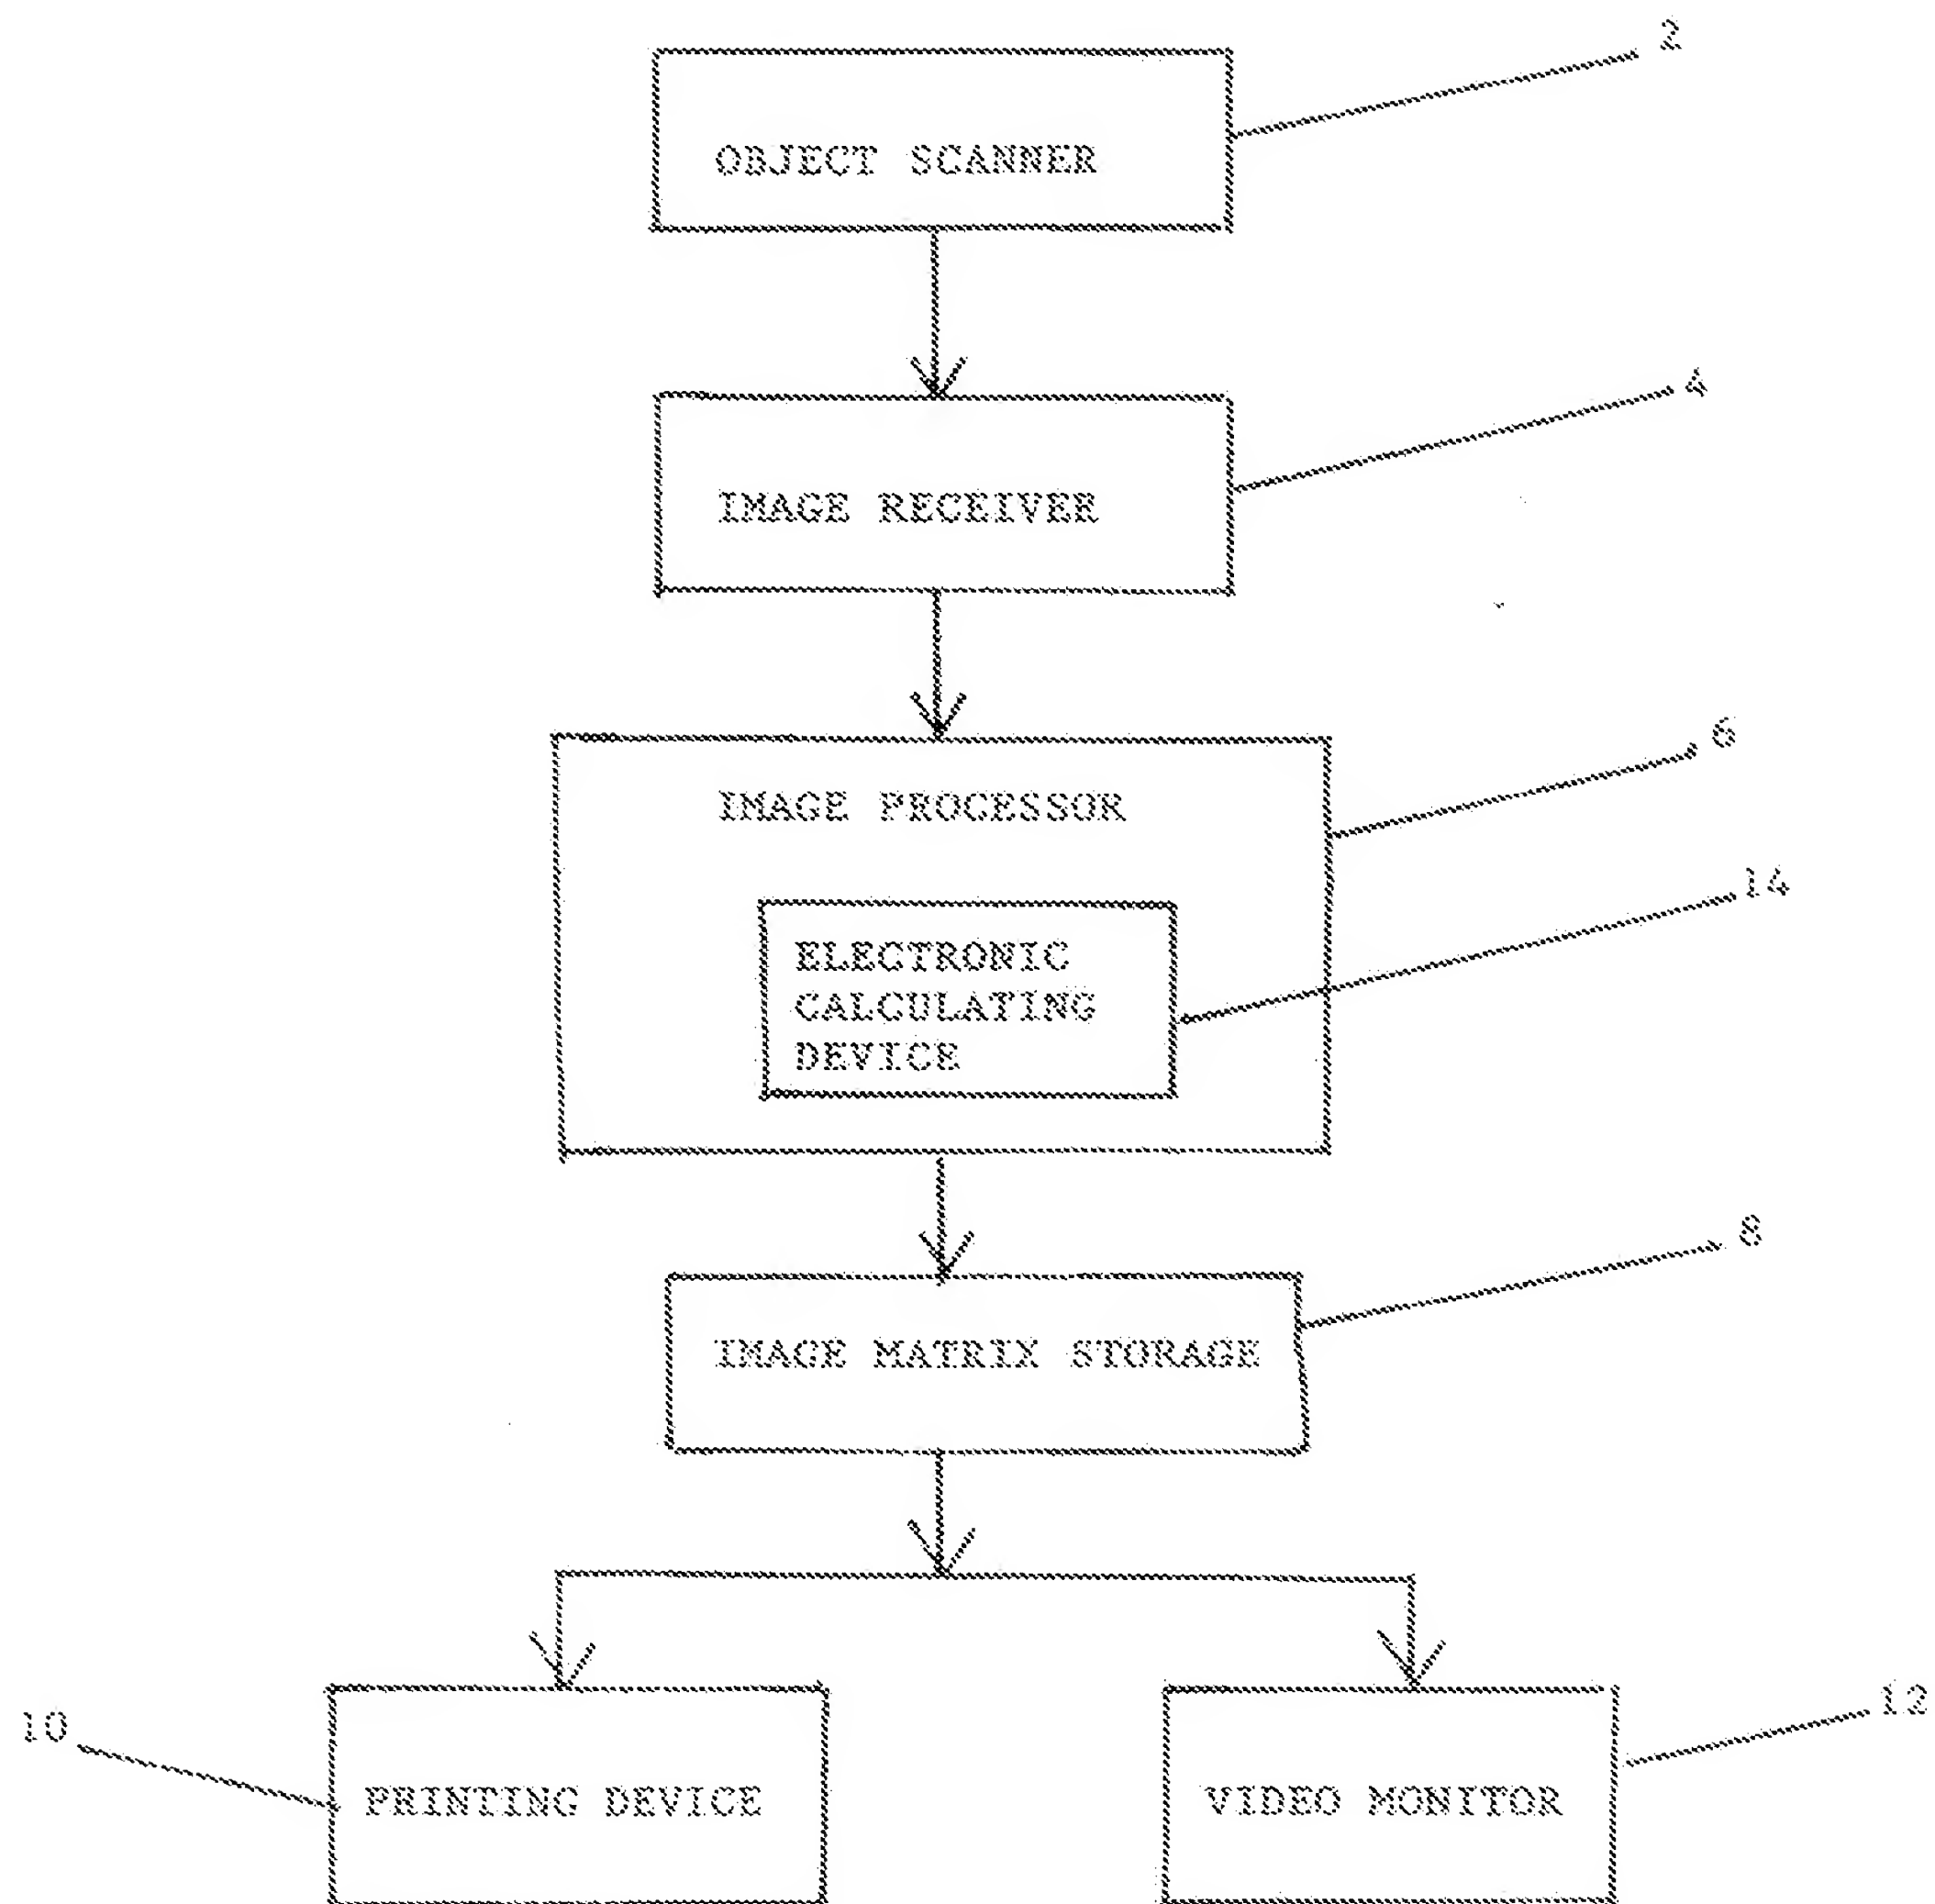 2
OBJECT SCANNER
4
IMAGE RECEIVER
6
IMAGE PROCESSOR
14
ELECTRONIC
CALCULATING
DEVICE
8
IMAGE MATRIX STORAGE
10
12
PRINTING DEVICE
VIDEO MONITOR